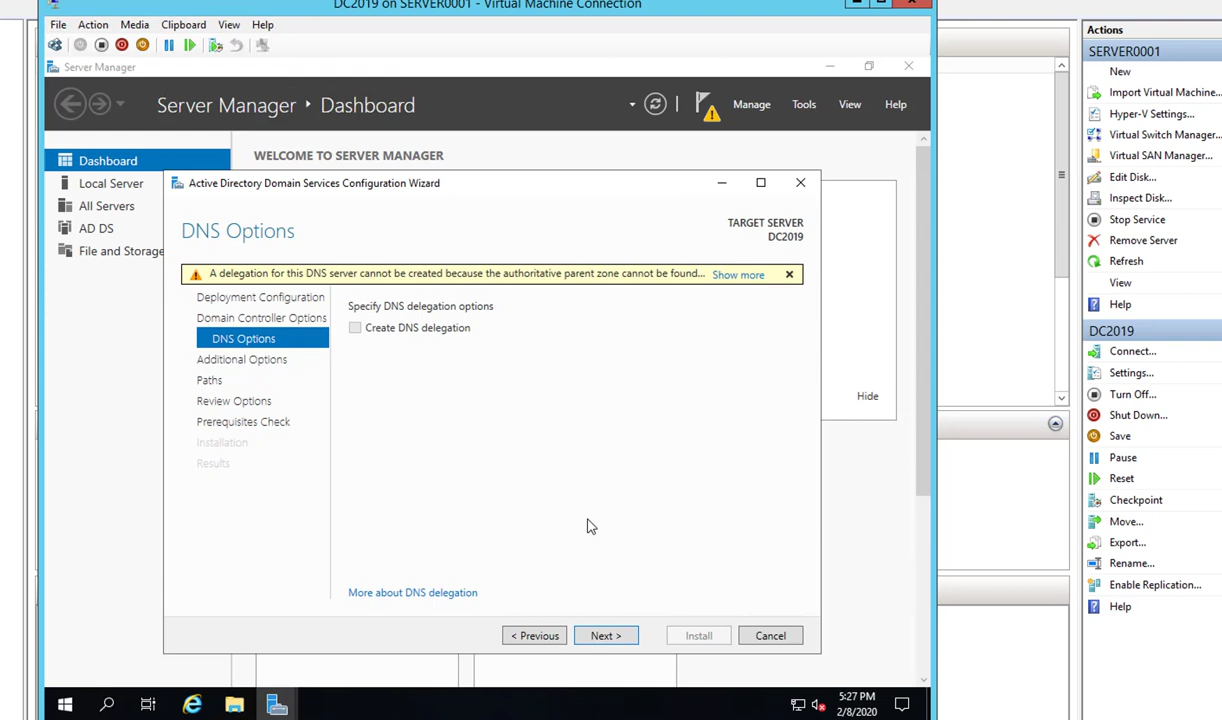 DC2019 on SERVER0001 - Virtual Machine Connection
File Action Media Clipboard View Help
Server Manager
Server Manager ‣ Dashboard
Manage Tools View Help
Dashboard
Local Server
All Servers
AD DS
File and Storage
WELCOME TO SERVER MANAGER
Hide
Active Directory Domain Services Configuration Wizard
DNS Options
TARGET SERVER
DC2019
A delegation for this DNS server cannot be created because the authoritative parent zone cannot be found... Show more
Deployment Configuration
Domain Controller Options
DNS Options
Additional Options
Paths
Review Options
Prerequisites Check
Installation
Results
Specify DNS delegation options
Create DNS delegation
More about DNS delegation
< Previous
Next >
Install
Cancel
5:27 PM
2/8/2020
Actions
SERVER0001
New
Import Virtual Machine...
Hyper-V Settings...
Virtual Switch Manager...
Virtual SAN Manager...
Edit Disk...
Inspect Disk...
Stop Service
Remove Server
Refresh
View
Help
DC2019
Connect...
Settings...
Turn Off...
Shut Down...
Save
Pause
Reset
Checkpoint
Move...
Export...
Rename...
Enable Replication...
Help